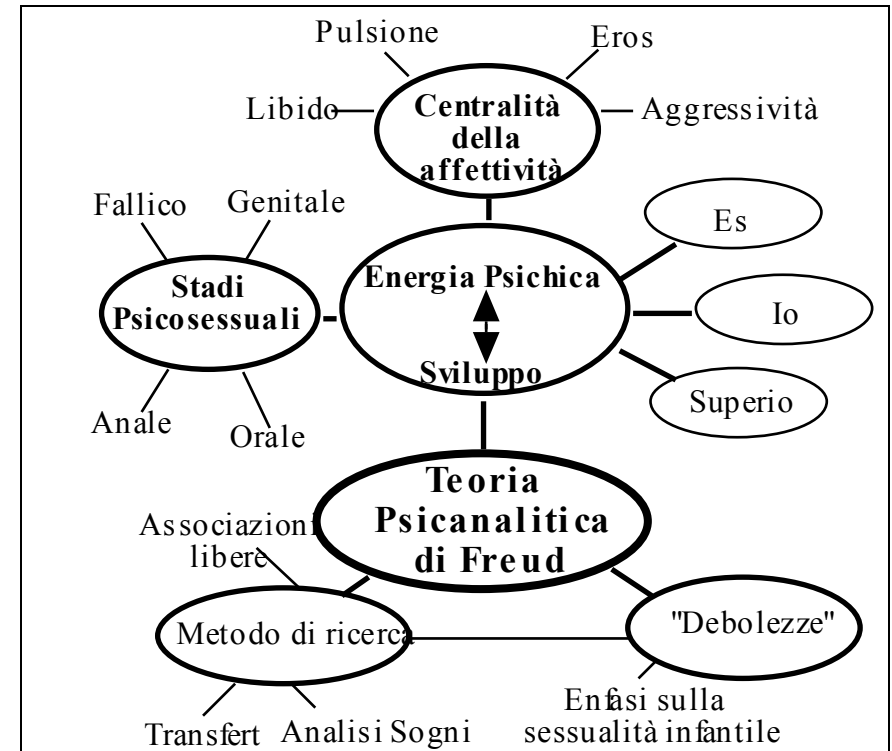 Pulsione
Eros
Libido
Centralità
della
affettività
Aggressività
Fallico
Genitale
Es
Stadi
Psicosessuali
Energia Psichica
Sviluppo
Io
Superio
Anale
Orale
Teoria
Psicanalitica
di Freud
Associazioni
libere
Metodo di ricerca
"Debolezze"
Transfert
Analisi Sogni
Enfasi sulla
sessualità infantile